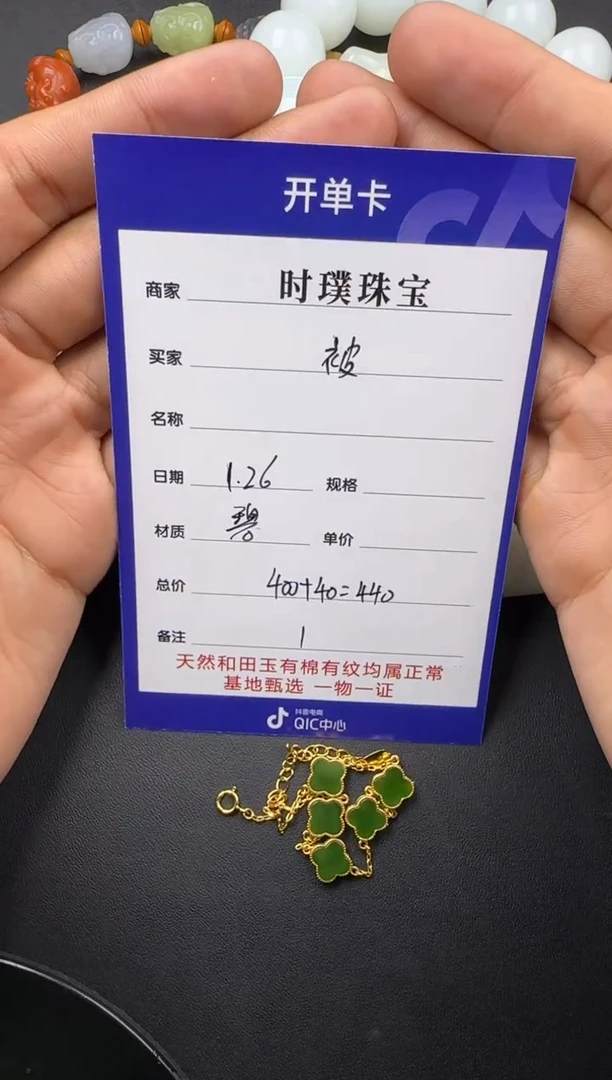 开单卡
商家 时璞珠宝
买家 被
名称
日期 1.26 规格
材质 碧 单价
总价 400+40=440
备注 1
天然和田玉有棉有纹均属正常
基地甄选 一物一证
抖音电商
QIC中心